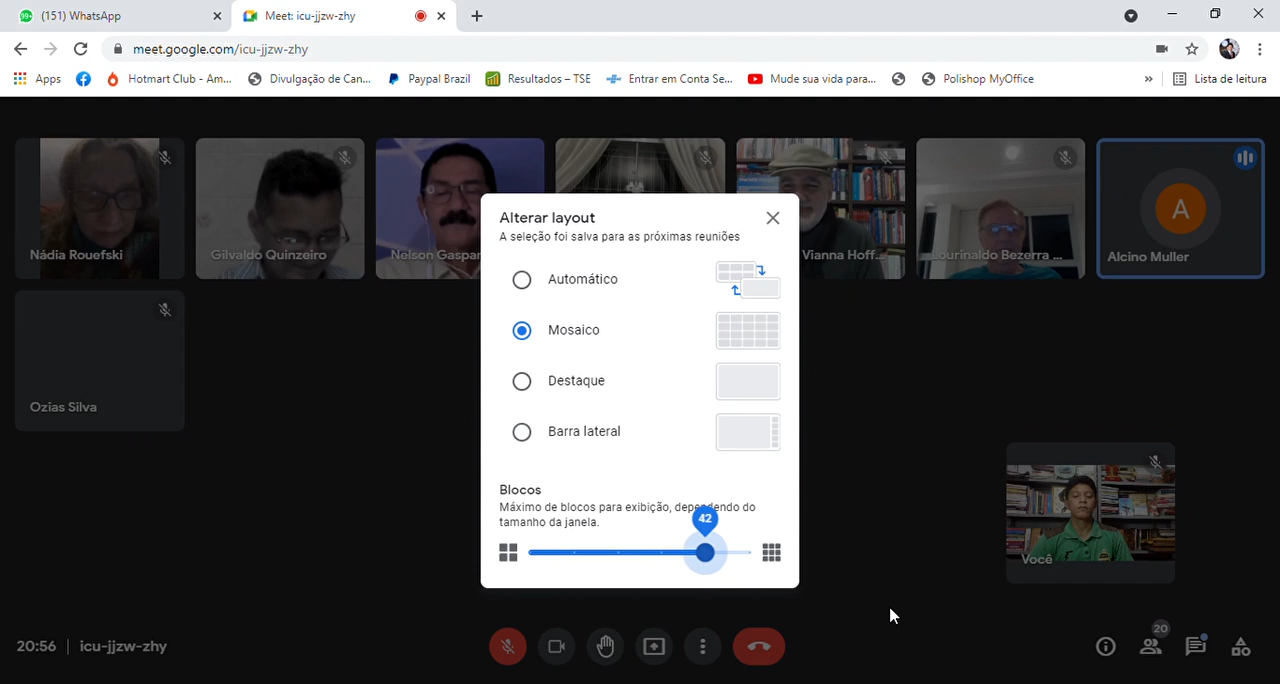 99+ (151) WhatsApp
Meet: icu-jjzw-zhy
meet.google.com/icu-jjzw-zhy
Apps Hotmart Club - Am... Divulgação de Can... Paypal Brazil Resultados – TSE Entrar em Conta Se... Mude sua vida para... Polishop MyOffice » Lista de leitura
Nádia Rouefski
Gilvaldo Quinzeiro
Nelson Gaspar
Vianna Hoff...
Lourinaldo Bezerra ...
A
Alcino Muller
Ozias Silva
Alterar layout
A seleção foi salva para as próximas reuniões
Automático
Mosaico
Destaque
Barra lateral
Blocos
Máximo de blocos para exibição, dependendo do
tamanho da janela.
42
Você
20:56 | icu-jjzw-zhy
20